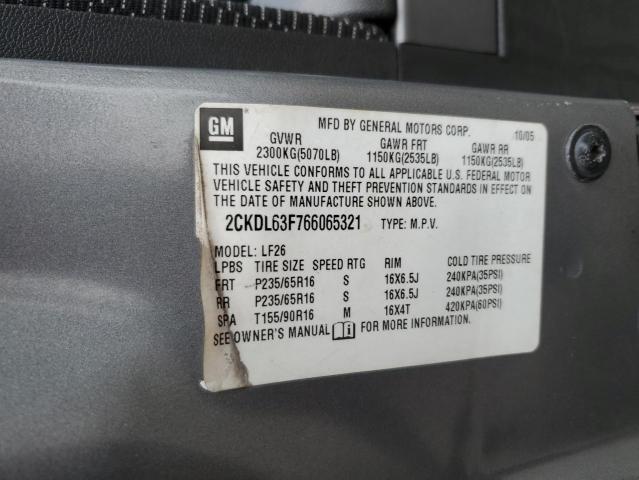 GM
MFD BY GENERAL MOTORS CORP. 10/05
GVWR GAWR FRT GAWR RR
2300KG(5070LB) 1150KG(2535LB) 1150KG(2535LB)
THIS VEHICLE CONFORMS TO ALL APPLICABLE U.S. FEDERAL MOTOR
VEHICLE SAFETY AND THEFT PREVENTION STANDARDS IN EFFECT ON
THE DATE OF MANUFACTURE SHOWN ABOVE.
2CKDL63F766065321 TYPE: M.P.V.
MODEL: LF26
LPBS TIRE SIZE SPEED RTG RIM COLD TIRE PRESSURE
FRT P235/65R16 S 16X6.5J 240KPA(35PSI)
RR P235/65R16 S 16X6.5J 240KPA(35PSI)
SPA T155/90R16 M 16X4T 420KPA(60PSI)
SEE OWNER'S MANUAL FOR MORE INFORMATION.